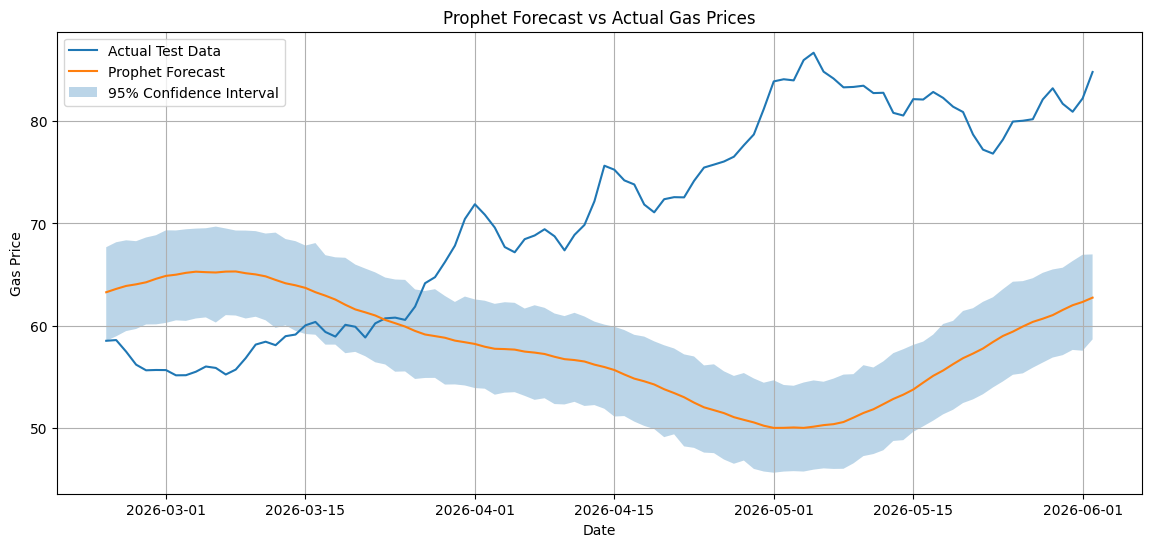 Prophet Forecast vs Actual Gas Prices
Actual Test Data
Prophet Forecast
95% Confidence Interval
Gas Price
80
70
60
50
2026-03-01
2026-03-15
2026-04-01
2026-04-15
2026-05-01
2026-05-15
2026-06-01
Date